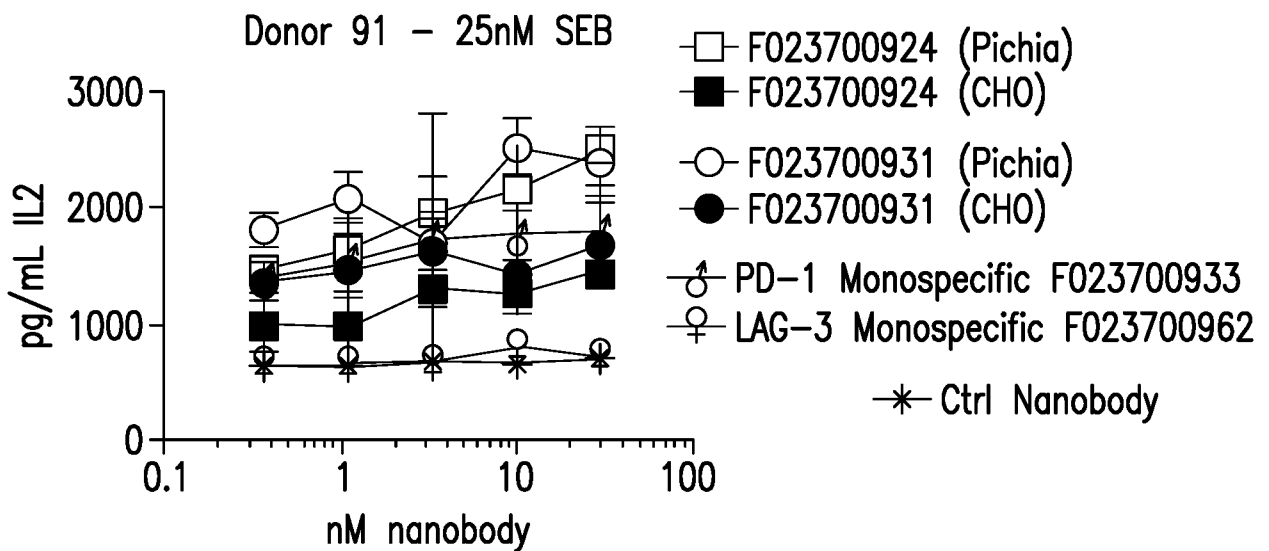 Donor 91 – 25nM SEB
3000
2000
1000
0
pg/mL IL2
0.1
1
10
100
nM nanobody
F023700924 (Pichia)
F023700924 (CHO)
F023700931 (Pichia)
F023700931 (CHO)
PD-1 Monospecific F023700933
LAG-3 Monospecific F023700962
Ctrl Nanobody